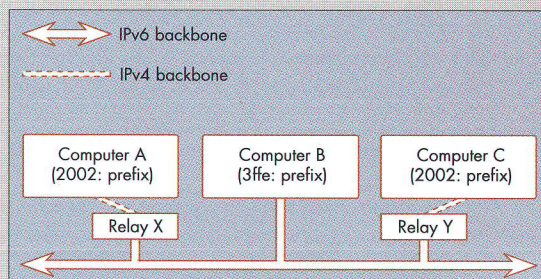 IPv6 backbone
IPv4 backbone
Computer A
(2002: prefix)
Computer B
(3ffe: prefix)
Computer C
(2002: prefix)
Relay X
Relay Y